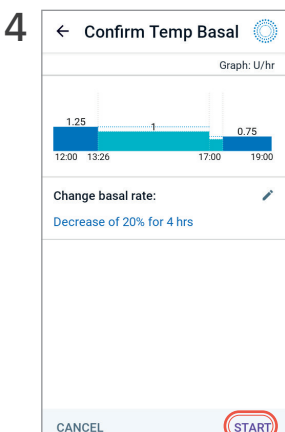 4
← Confirm Temp Basal
Graph: U/hr
1.25
1
0.75
12:00 13:26 17:00 19:00
Change basal rate:
Decrease of 20% for 4 hrs
CANCEL START